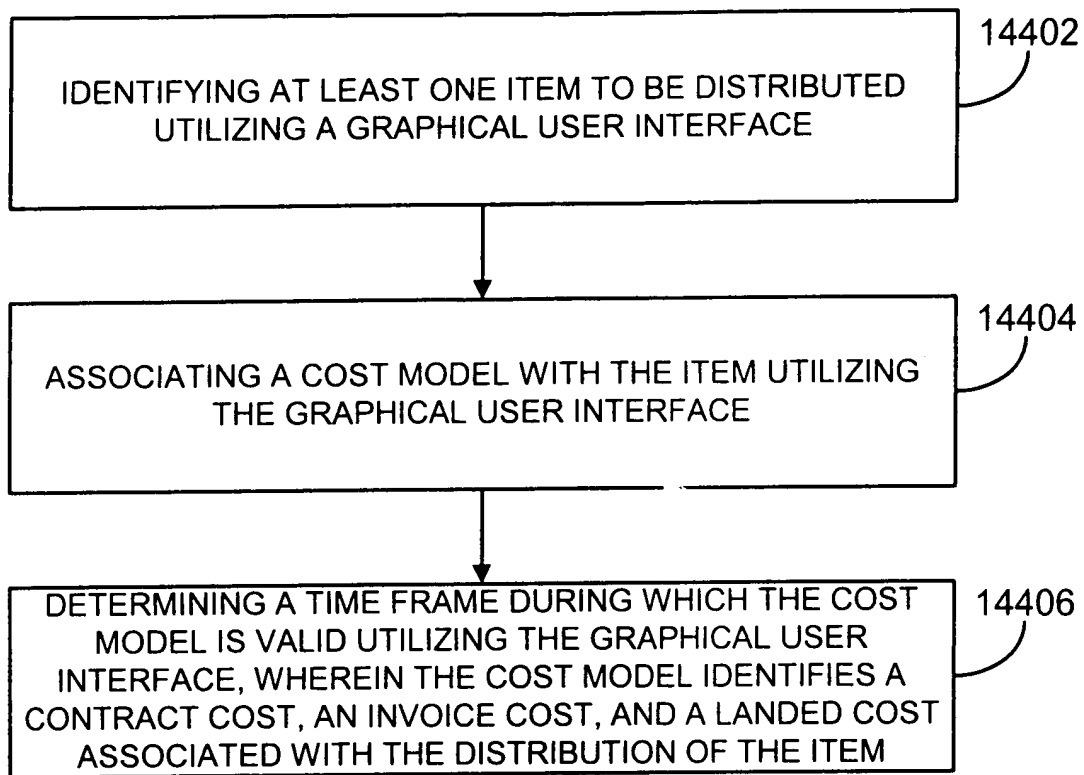 14402
IDENTIFYING AT LEAST ONE ITEM TO BE DISTRIBUTED
UTILIZING A GRAPHICAL USER INTERFACE
14404
ASSOCIATING A COST MODEL WITH THE ITEM UTILIZING
THE GRAPHICAL USER INTERFACE
14406
DETERMINING A TIME FRAME DURING WHICH THE COST
MODEL IS VALID UTILIZING THE GRAPHICAL USER
INTERFACE, WHEREIN THE COST MODEL IDENTIFIES A
CONTRACT COST, AN INVOICE COST, AND A LANDED COST
ASSOCIATED WITH THE DISTRIBUTION OF THE ITEM